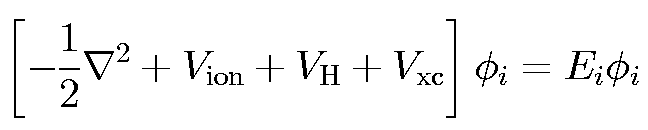 [-1/2 ∇² + V_ion + V_H + V_xc] ϕ_i = E_i ϕ_i